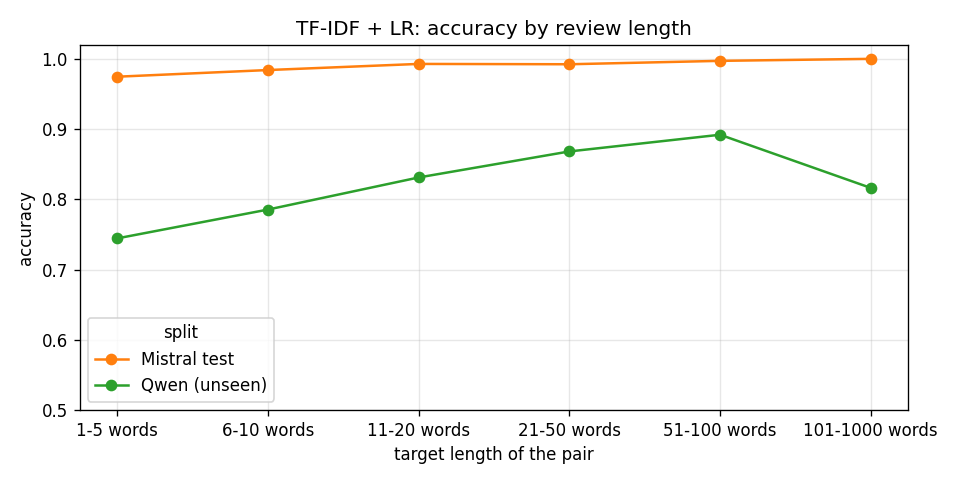 TF-IDF + LR: accuracy by review length
1.0
0.9
0.8
0.7
0.6
0.5
accuracy
split
Mistral test
Qwen (unseen)
1-5 words
6-10 words
11-20 words
21-50 words
51-100 words
101-1000 words
target length of the pair